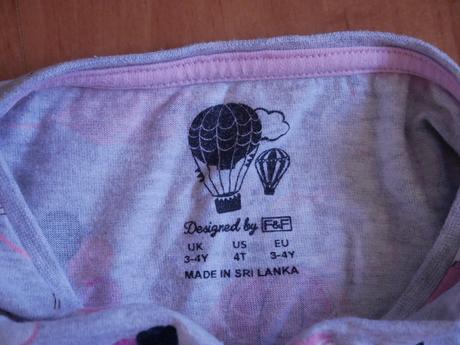 Designed by F&F
UK US EU
3-4Y 4T 3-4Y
MADE IN SRI LANKA